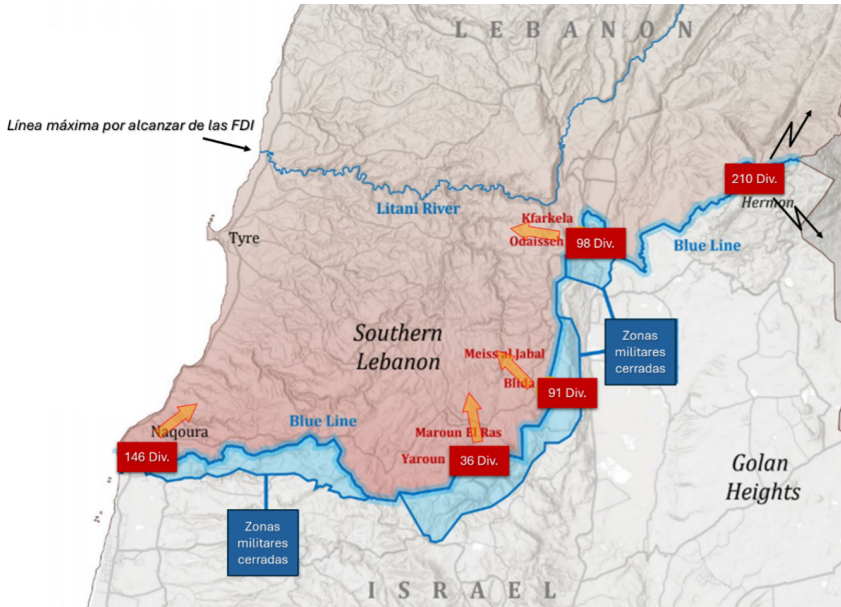 LEBANON
Línea máxima por alcanzar de las FDI
210 Div.
Hermon
Litani River
Kfarkela
Tyre
Odaisseh
98 Div.
Blue Line
Southern
Lebanon
Zonas
militares
cerradas
Meiss al Jabal
Blida
91 Div.
Blue Line
Naqoura
Maroun El Ras
146 Div.
Yaroun
36 Div.
Golan
Heights
Zonas
militares
cerradas
ISRAEL